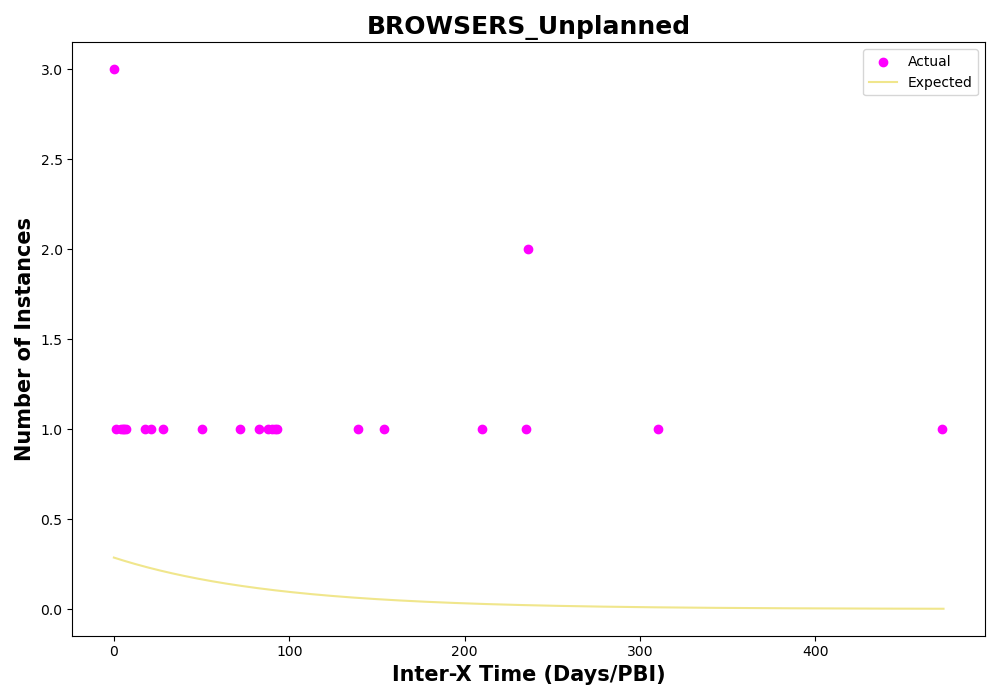 BROWSERS_Unplanned
Actual
Expected
Number of Instances
3.0
2.5
2.0
1.5
1.0
0.5
0.0
0
100
200
300
400
Inter-X Time (Days/PBI)